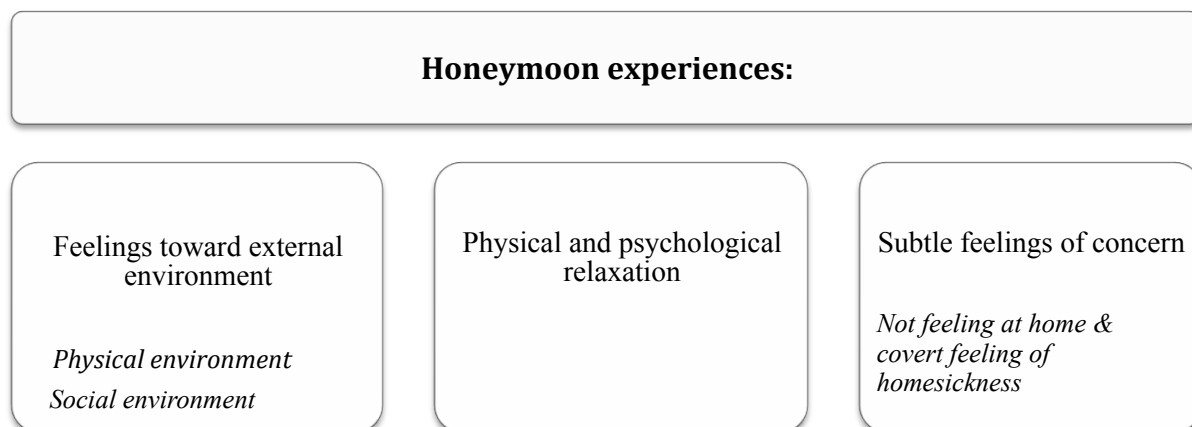 Honeymoon experiences:
Feelings toward external
environment
Physical environment
Social environment
Physical and psychological
relaxation
Subtle feelings of concern
Not feeling at home &
covert feeling of
homesickness